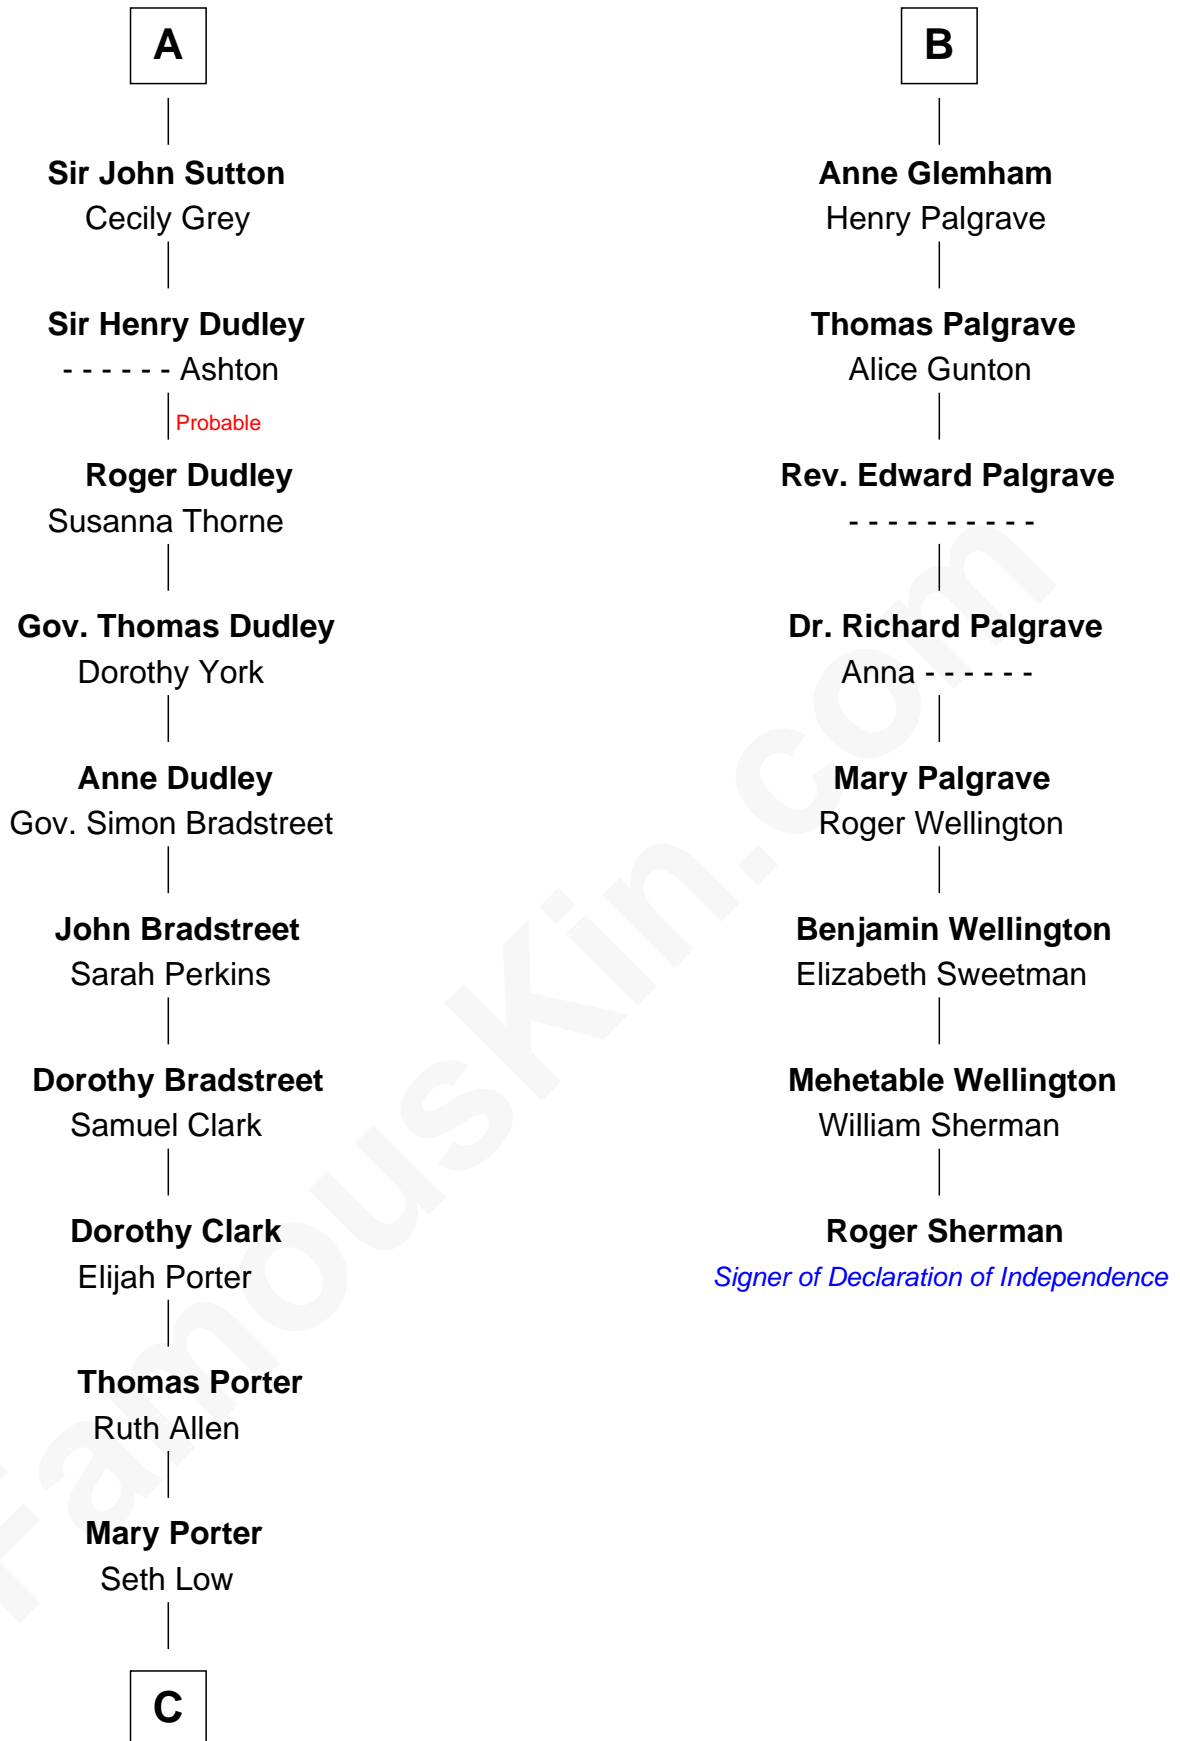 A
Sir John Sutton
Cecily Grey
Sir Henry Dudley
- - - - - - Ashton
Probable
Roger Dudley
Susanna Thorne
Gov. Thomas Dudley
Dorothy York
Anne Dudley
Gov. Simon Bradstreet
John Bradstreet
Sarah Perkins
Dorothy Bradstreet
Samuel Clark
Dorothy Clark
Elijah Porter
Thomas Porter
Ruth Allen
Mary Porter
Seth Low
C
B
Anne Glemham
Henry Palgrave
Thomas Palgrave
Alice Gunton
Rev. Edward Palgrave
- - - - - - - - - -
Dr. Richard Palgrave
Anna - - - - - -
Mary Palgrave
Roger Wellington
Benjamin Wellington
Elizabeth Sweetman
Mehetable Wellington
William Sherman
Roger Sherman
Signer of Declaration of Independence
FamousKin.com